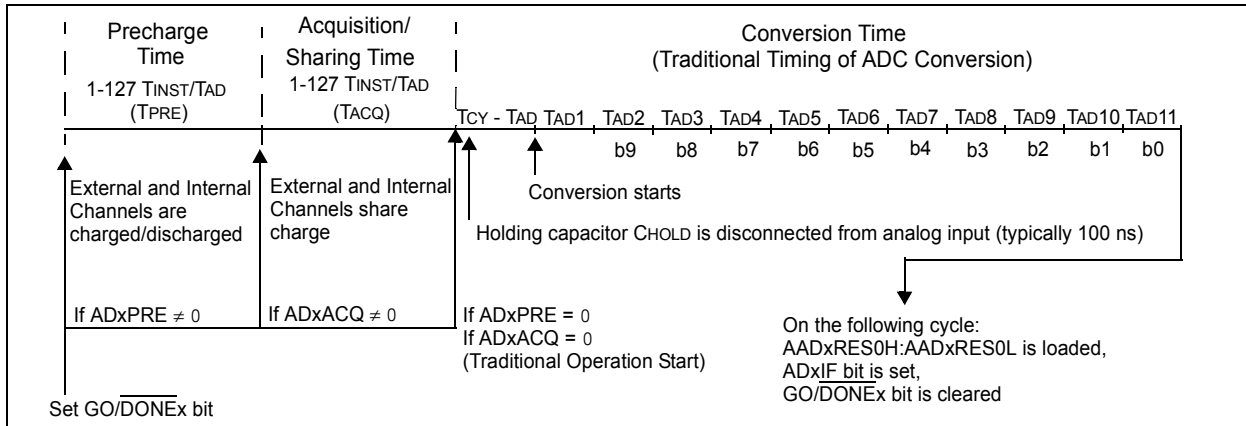 Precharge
Time
1-127 TINST/TAD
(TPRE)
Acquisition/
Sharing Time
1-127 TINST/TAD
(TACQ)
Conversion Time
(Traditional Timing of ADC Conversion)
TCY - TAD TAD1 TAD2 TAD3 TAD4 TAD5 TAD6 TAD7 TAD8 TAD9 TAD10 TAD11
b9 b8 b7 b6 b5 b4 b3 b2 b1 b0
External and Internal
Channels are
charged/discharged
External and Internal
Channels share
charge
Conversion starts
Holding capacitor CHOLD is disconnected from analog input (typically 100 ns)
If ADxPRE ≠ 0
If ADxACQ ≠ 0
If ADxPRE = 0
If ADxACQ = 0
(Traditional Operation Start)
On the following cycle:
AADxRES0H:AADxRES0L is loaded,
ADxIF bit is set,
GO/DONEx bit is cleared
Set GO/DONEx bit